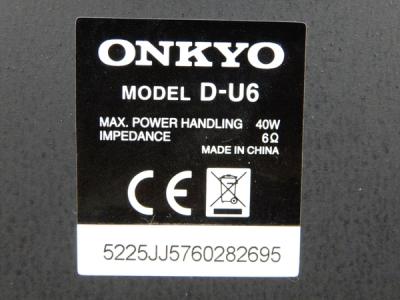 ONKYO
MODEL D-U6
MAX. POWER HANDLING 40W
IMPEDANCE 6Ω
MADE IN CHINA
CE
5225JJ5760282695